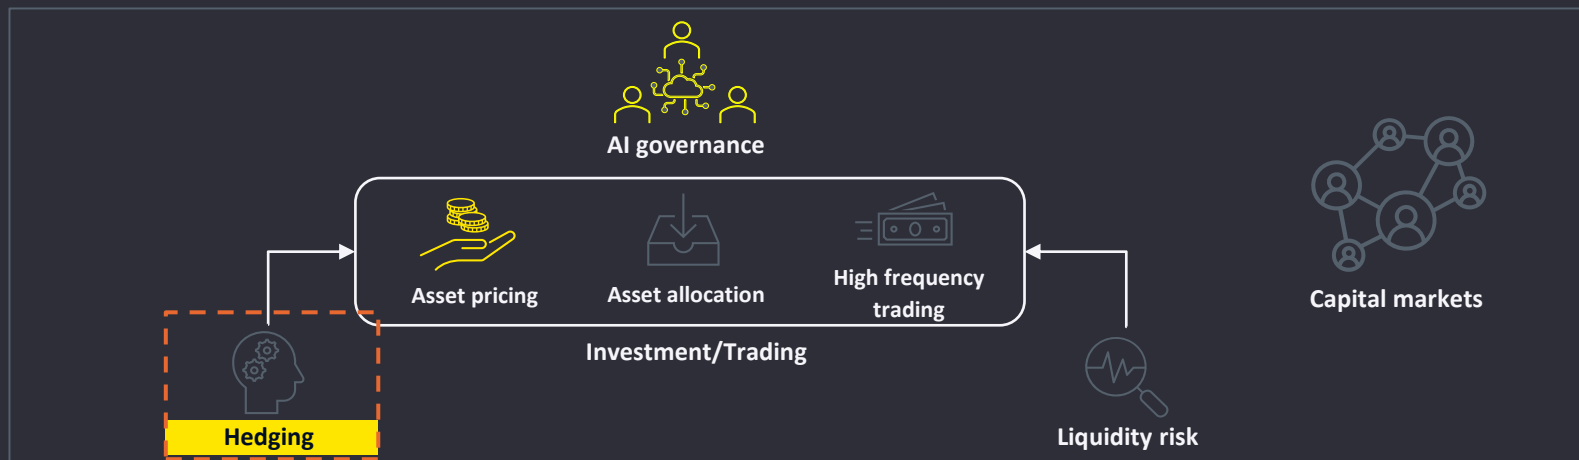 AI governance
Asset pricing
Asset allocation
High frequency
trading
Capital markets
Investment/Trading
Hedging
Liquidity risk